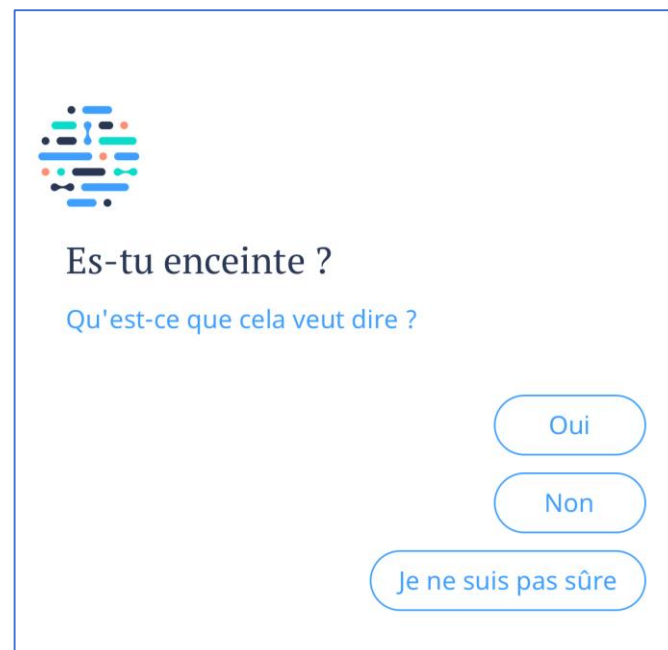 Es-tu enceinte ?
Qu'est-ce que cela veut dire ?
Oui
Non
Je ne suis pas sûre